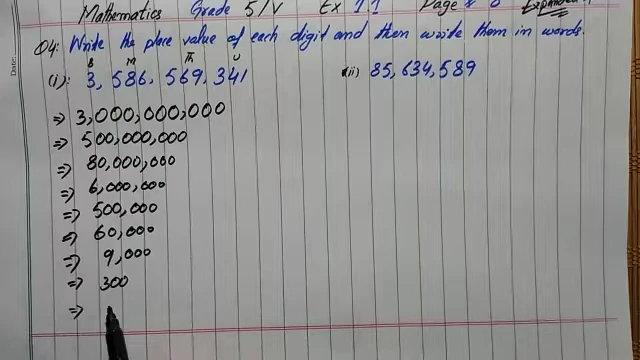 Mathematics Grade 5/V Ex 1.1 Page #
Q4: Write the place value of each digit and then write them in words.
B M Th U
(i): 3, 586, 569, 341 (ii) 85,634,589
⇒ 3,000,000,000
⇒ 500,000,000
⇒ 80,000,000
⇒ 6,000,000
⇒ 500,000
⇒ 60,000
⇒ 9,000
⇒ 300
⇒
Date: